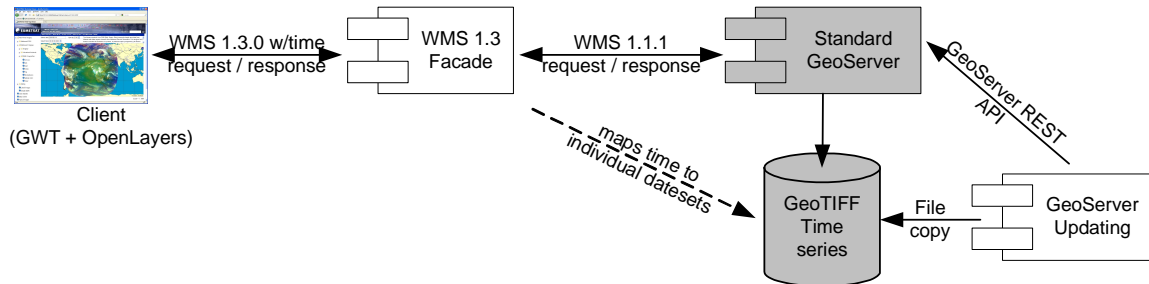 WMS 1.3.0 w/time
request / response
WMS 1.3
Facade
WMS 1.1.1
request / response
Standard
GeoServer
GeoServer REST
API
Client
(GWT + OpenLayers)
maps time to
individual datesets
GeoTIFF
Time
series
File
copy
GeoServer
Updating